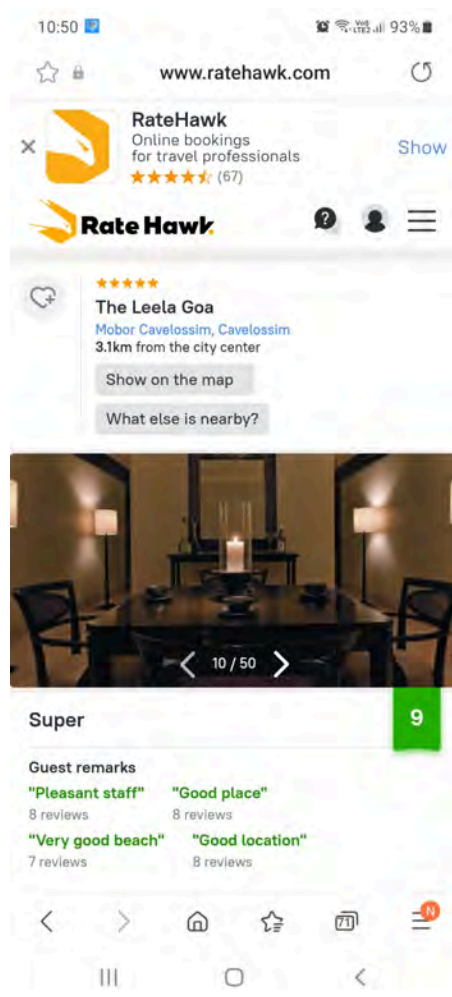 10:50
93%
www.ratehawk.com
RateHawk
Online bookings
for travel professionals
(67)
Show
Rate Hawk.
?
The Leela Goa
Mobor Cavelossim, Cavelossim
3.1km from the city center
Show on the map
What else is nearby?
10 / 50
Super
9
Guest remarks
"Pleasant staff" "Good place"
8 reviews 8 reviews
"Very good beach" "Good location"
7 reviews 8 reviews
71
N